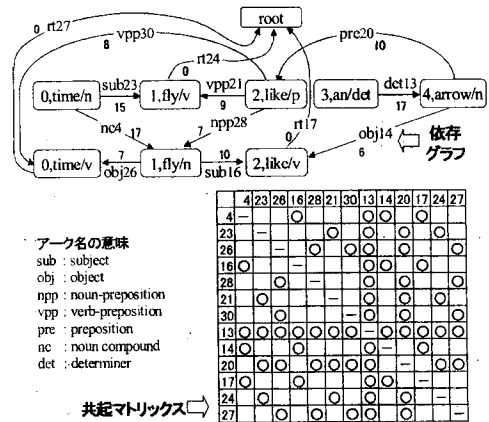 root
0 rt27
vpp30
8
rt24
0
pre20
10
sub23
15
vpp21
9
det13
17
0,time/n
1,fly/v
2,like/p
3,an/det
4,arrow/n
nc4
17
npp28
7
rt17
0
obj14
6
依存
グラフ
0,time/v
1,fly/n
2,like/v
7
obj26
10
sub16
4 23 26 16 28 21 30 13 14 20 17 24 27
4
23
26
16
28
21
30
13
14
20
17
24
27
アーク名の意味
sub : subject
obj : object
npp : noun-preposition
vpp : verb-preposition
pre : preposition
nc : noun compound
det : determiner
共起マトリックス